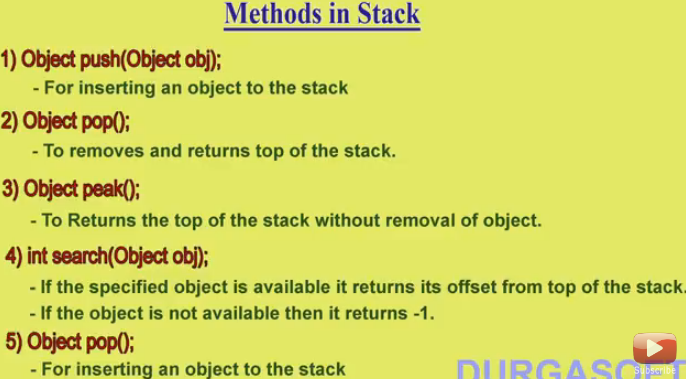 Methods in Stack
1) Object push(Object obj);
- For inserting an object to the stack
2) Object pop();
- To removes and returns top of the stack.
3) Object peak();
- To Returns the top of the stack without removal of object.
4) int search(Object obj);
- If the specified object is available it returns its offset from top of the stack.
- If the object is not available then it returns -1.
5) Object pop();
- For inserting an object to the stack
DURGASOFT
Subscribe